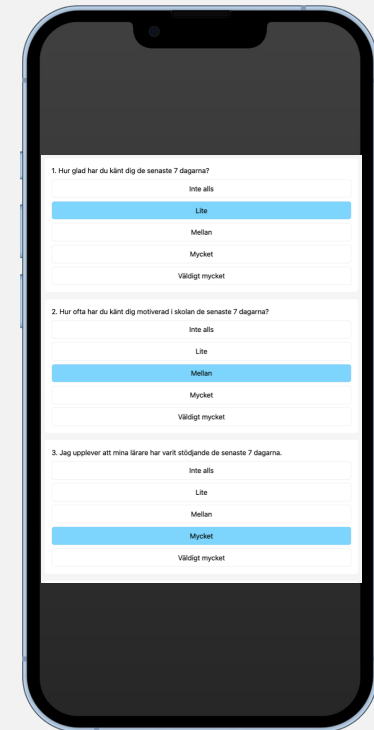 1. Hur glad har du känt dig de senaste 7 dagarna?
Inte alls
Lite
Mellan
Mycket
Väldigt mycket
2. Hur ofta har du känt dig motiverad i skolan de senaste 7 dagarna?
Inte alls
Lite
Mellan
Mycket
Väldigt mycket
3. Jag upplever att mina lärare har varit stödjande de senaste 7 dagarna.
Inte alls
Lite
Mellan
Mycket
Väldigt mycket